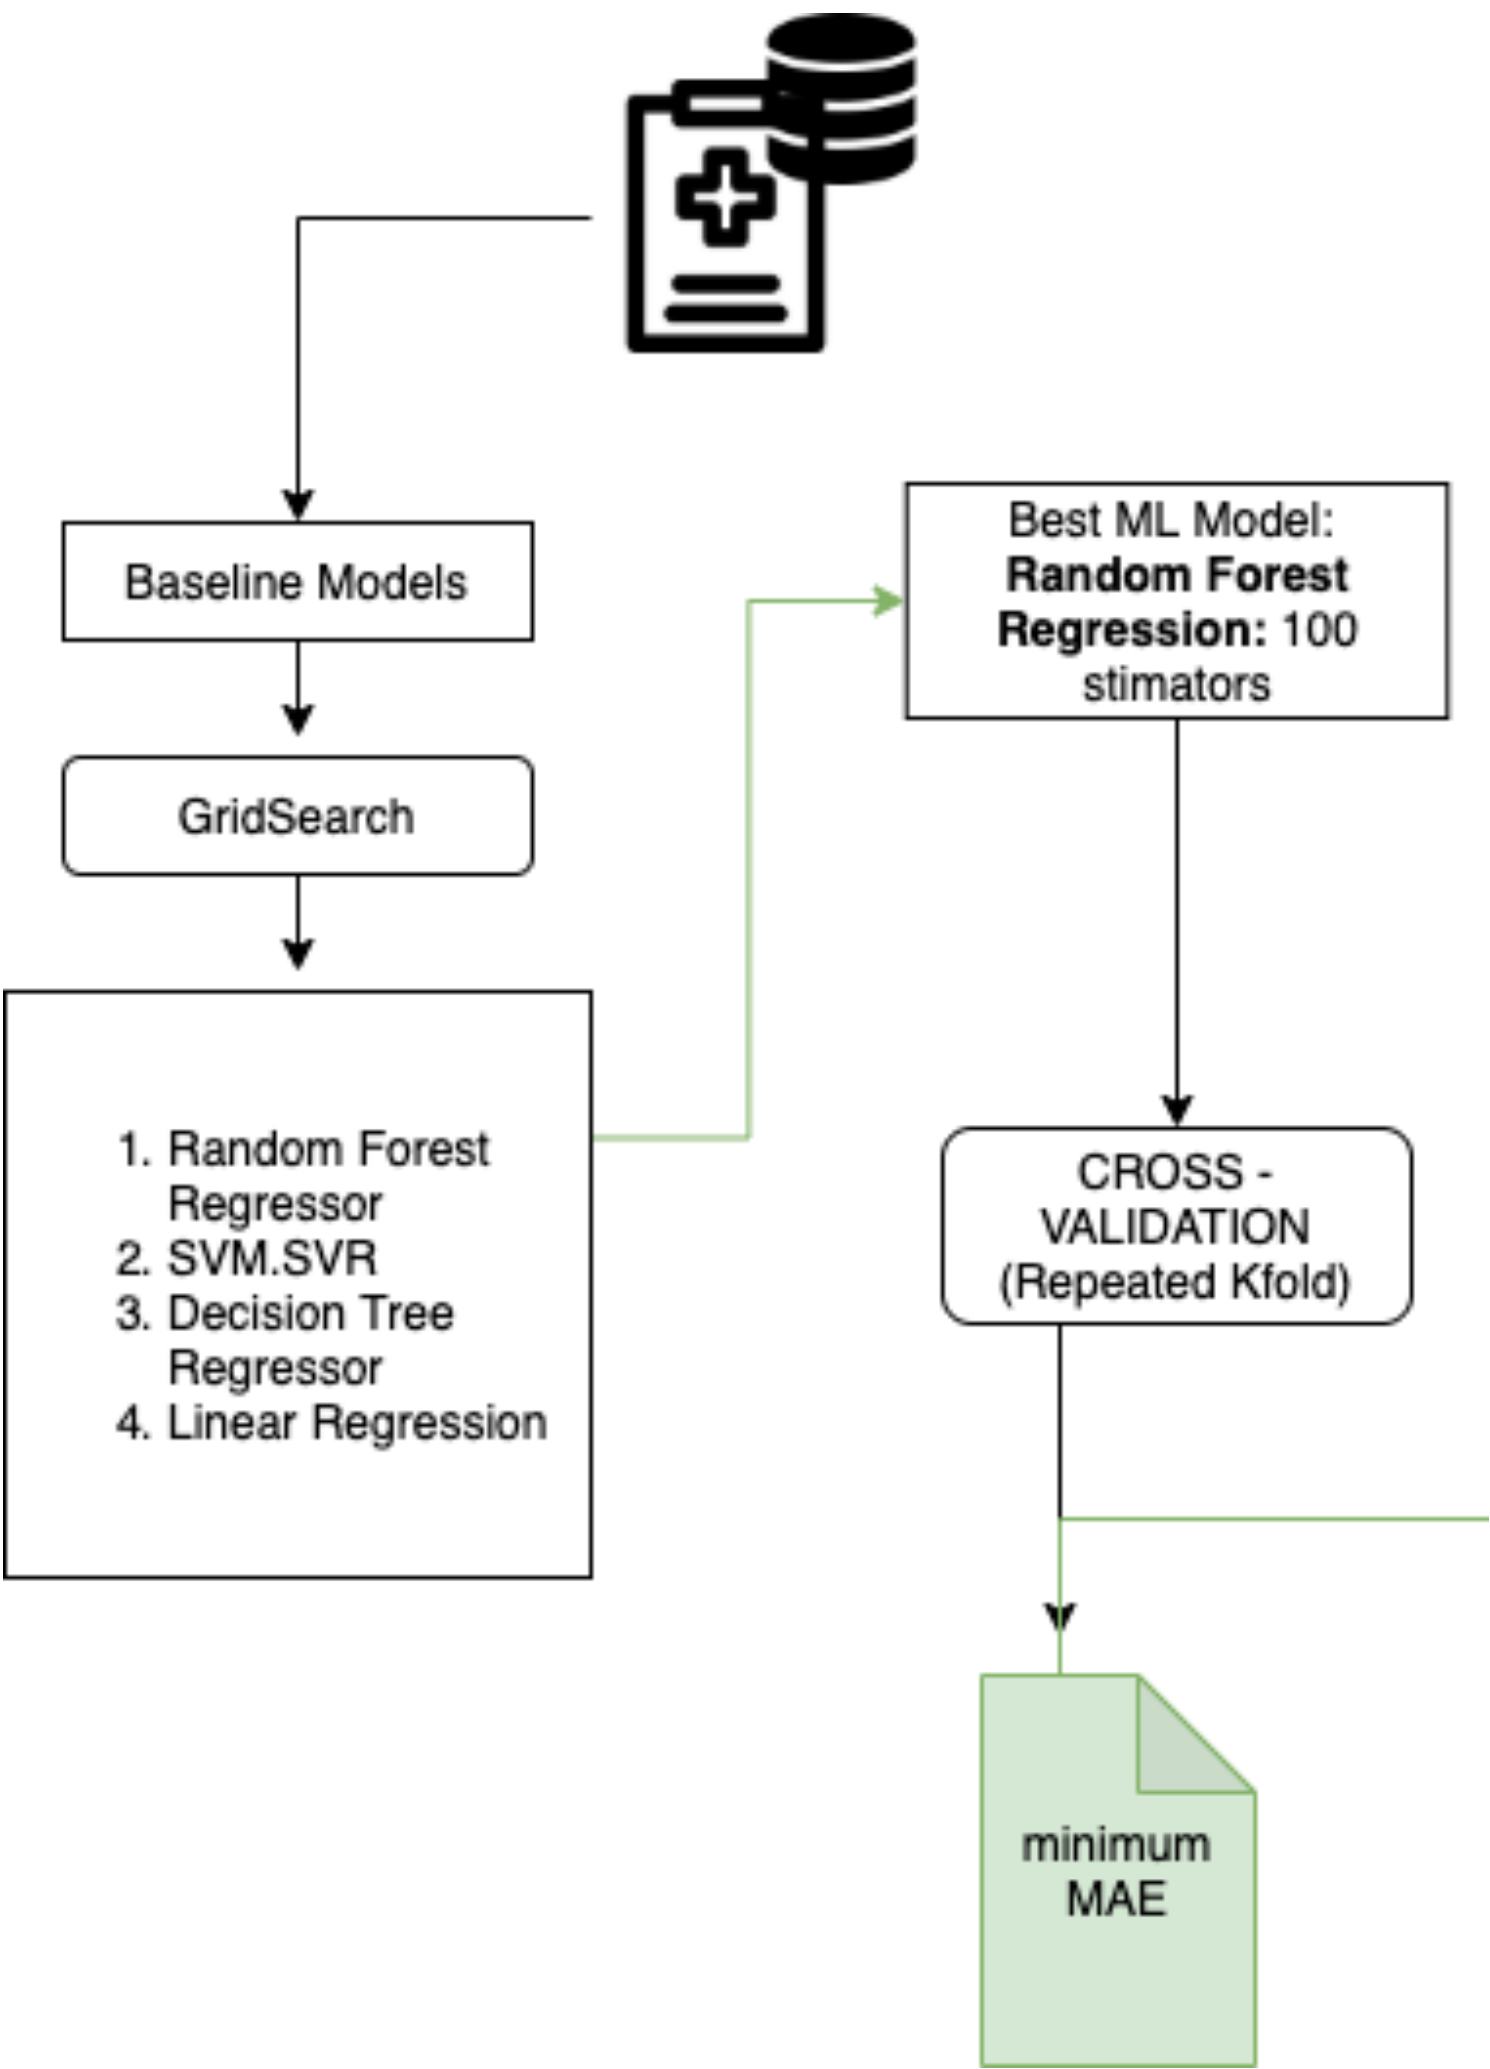 Baseline Models
GridSearch
1. Random Forest
Regressor
2. SVM.SVR
3. Decision Tree
Regressor
4. Linear Regression
Best ML Model:
Random Forest
Regression: 100
stimators
CROSS -
VALIDATION
(Repeated Kfold)
minimum
MAE